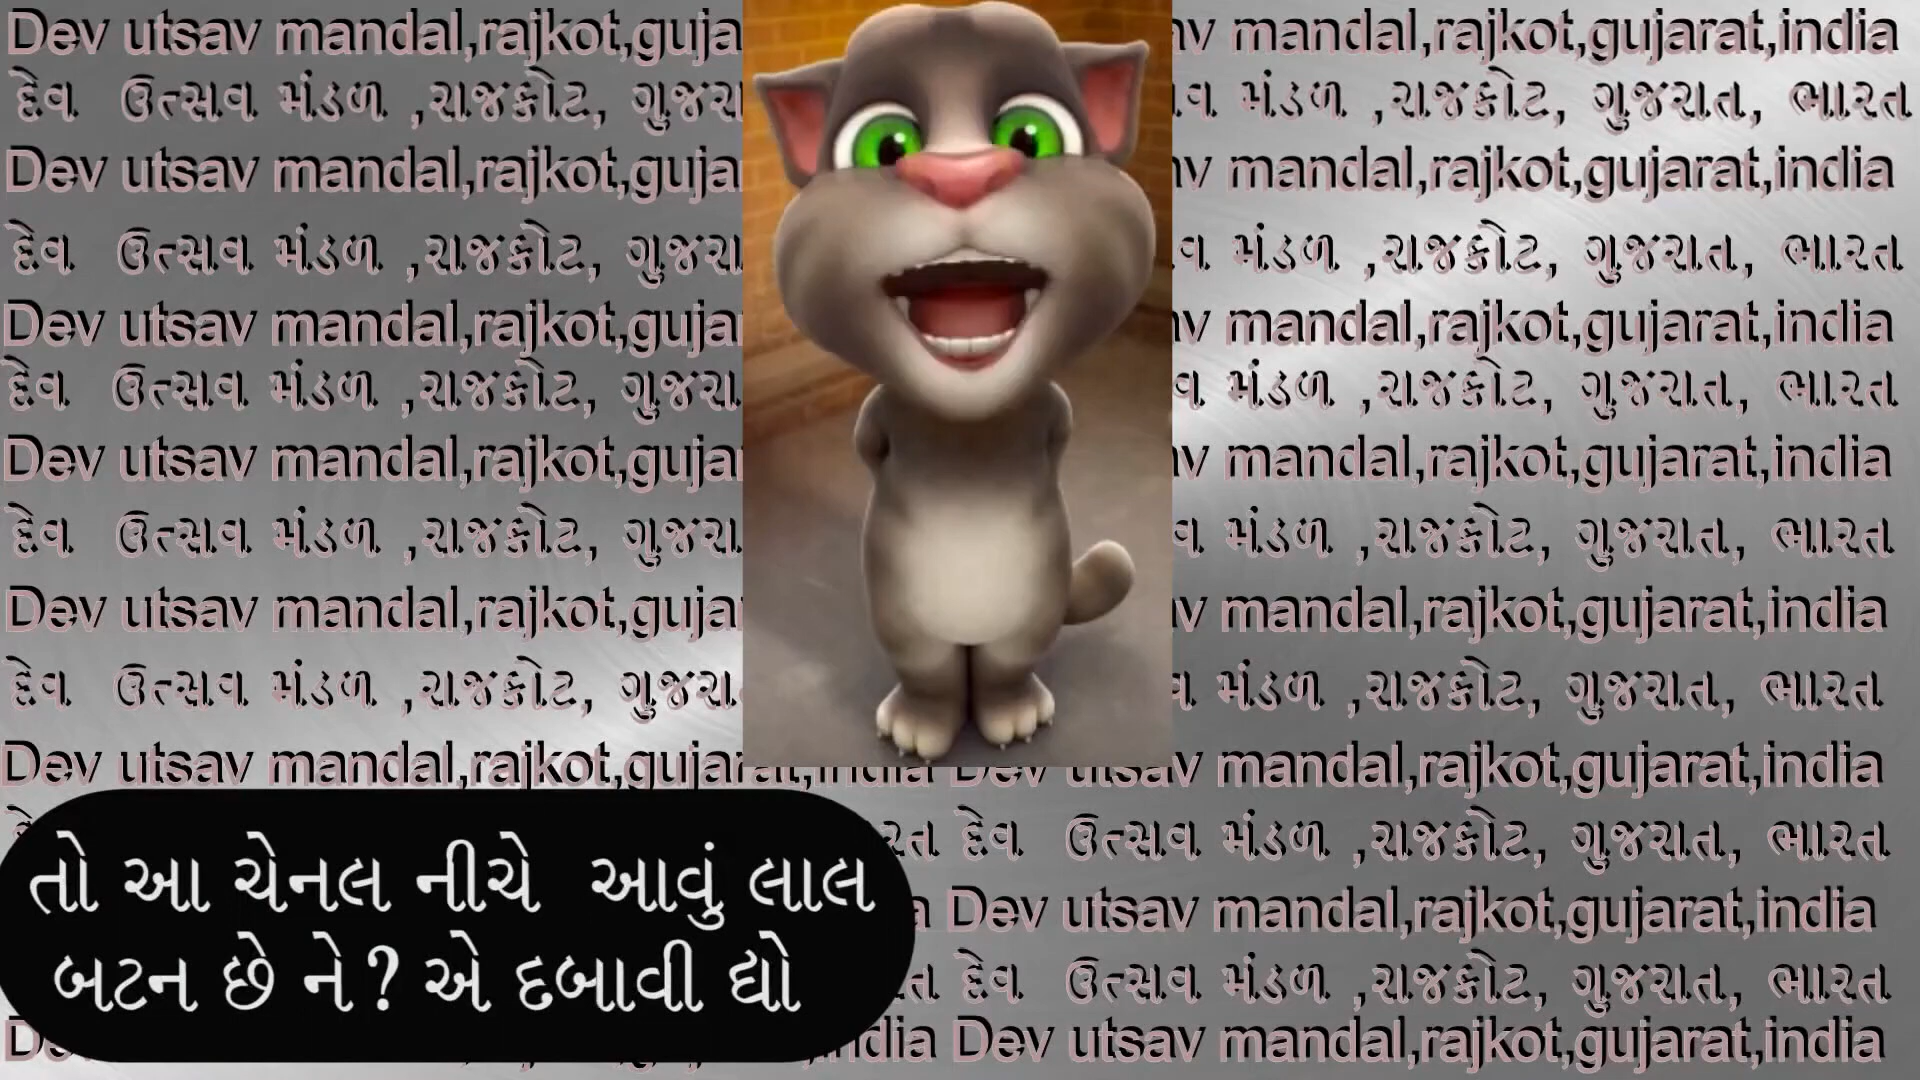 Dev utsav mandal,rajkot,guja av mandal,rajkot,gujarat,india
દેવ ઉત્સવ મંડળ ,રાજકોટ, ગુજરા વ મંડળ ,રાજકોટ, ગુજરાત, ભારત
Dev utsav mandal,rajkot,guja av mandal,rajkot,gujarat,india
દેવ ઉત્સવ મંડળ ,રાજકોટ, ગુજરા વ મંડળ ,રાજકોટ, ગુજરાત, ભારત
Dev utsav mandal,rajkot,gujar av mandal,rajkot,gujarat,india
દેવ ઉત્સવ મંડળ ,રાજકોટ, ગુજરા વ મંડળ ,રાજકોટ, ગુજરાત, ભારત
Dev utsav mandal,rajkot,gujar av mandal,rajkot,gujarat,india
દેવ ઉત્સવ મંડળ ,રાજકોટ, ગુજરા વ મંડળ ,રાજકોટ, ગુજરાત, ભારત
Dev utsav mandal,rajkot,gujar av mandal,rajkot,gujarat,india
દેવ ઉત્સવ મંડળ ,રાજકોટ, ગુજરા વ મંડળ ,રાજકોટ, ગુજરાત, ભારત
Dev utsav mandal,rajkot,gujarat,india Dev utsav mandal,rajkot,gujarat,india
દેવ ઉત્સવ મંડળ ,રાજકોટ, ગુજરાત, ભારત
Dev utsav mandal,rajkot,gujarat,india
દેવ ઉત્સવ મંડળ ,રાજકોટ, ગુજરાત, ભારત
india Dev utsav mandal,rajkot,gujarat,india
તો આ ચેનલ નીચે આવું લાલ
બટન છે ને? એ દબાવી દ્યો